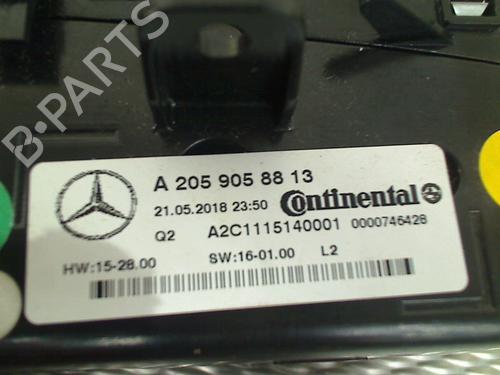 B-PARTS
A 205 905 88 13
21.05.2018 23:50
Continental
Q2 A2C1115140001 0000746428
HW:15-28.00 SW:16-01.00 L2